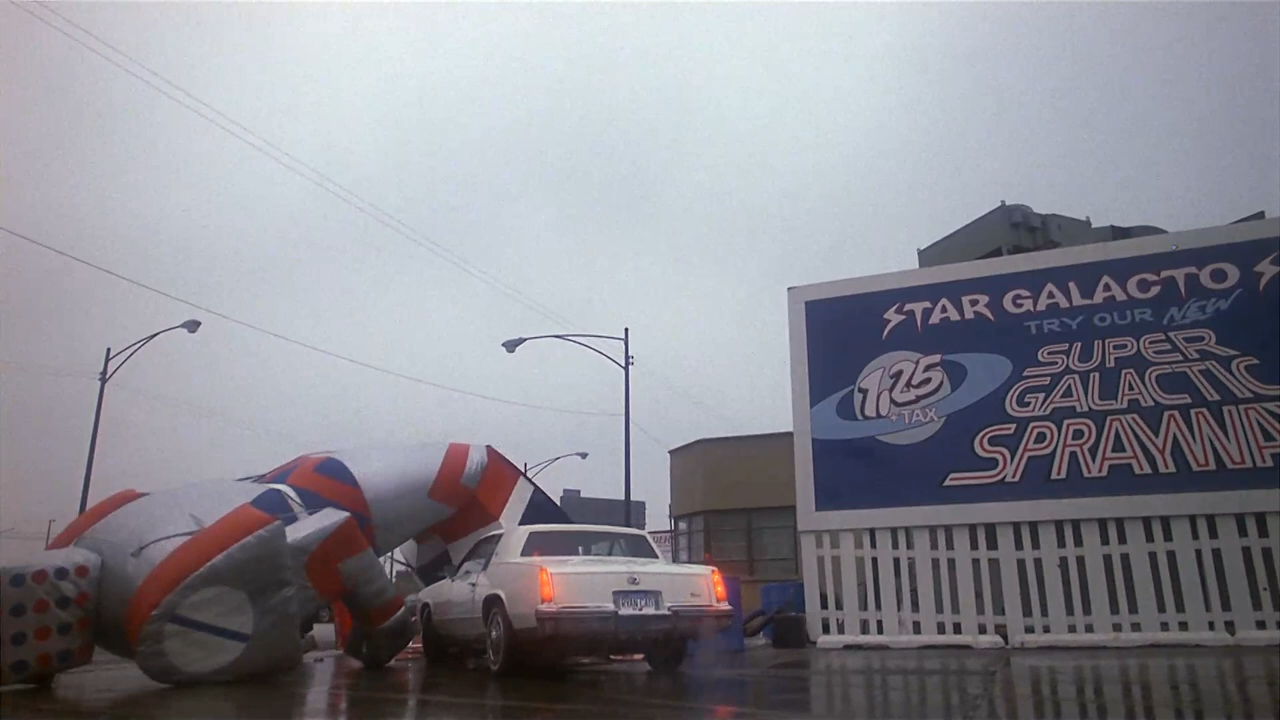 STAR GALACTO S
TRY OUR NEW
1.25
+TAX
SUPER
GALACTIC
SPRAYWA